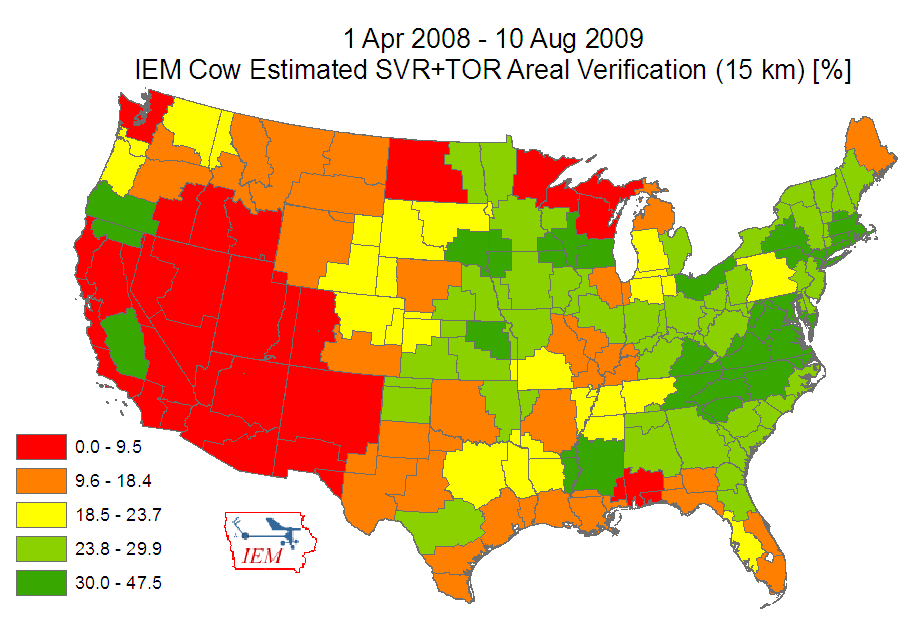 1 Apr 2008 - 10 Aug 2009
IEM Cow Estimated SVR+TOR Areal Verification (15 km) [%]
0.0 - 9.5
9.6 - 18.4
18.5 - 23.7
23.8 - 29.9
30.0 - 47.5
IEM